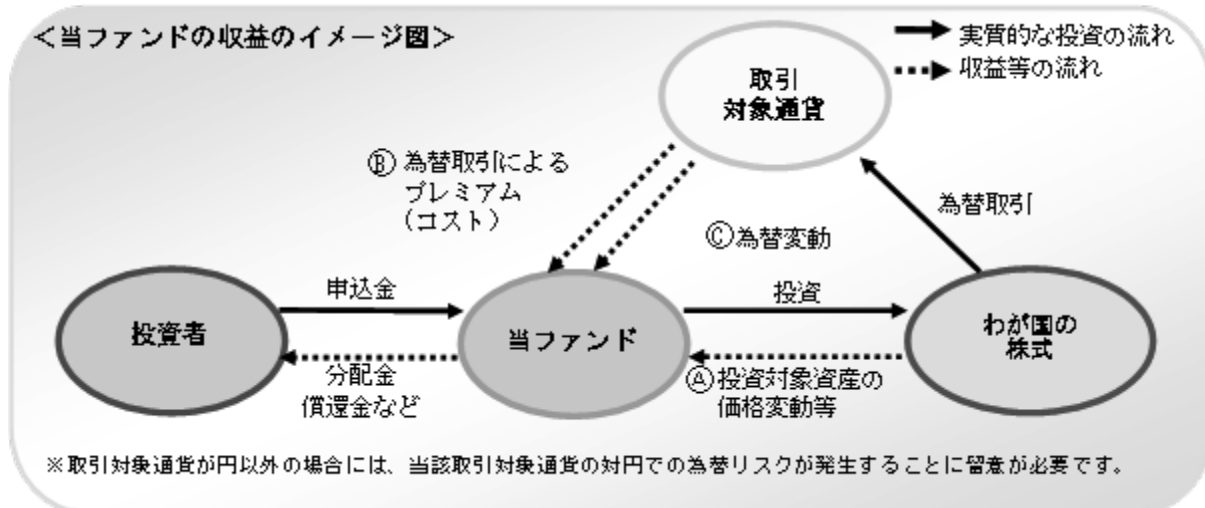 ＜当ファンドの収益のイメージ図＞
実質的な投資の流れ
収益等の流れ
取引
対象通貨
Ⓑ 為替取引による
プレミアム
（コスト）
為替取引
Ⓒ為替変動
申込金
投資
投資者
当ファンド
わが国の
株式
分配金
償還金など
Ⓐ投資対象資産の
価格変動等
※取引対象通貨が円以外の場合には、当該取引対象通貨の対円での為替リスクが発生することに留意が必要です。